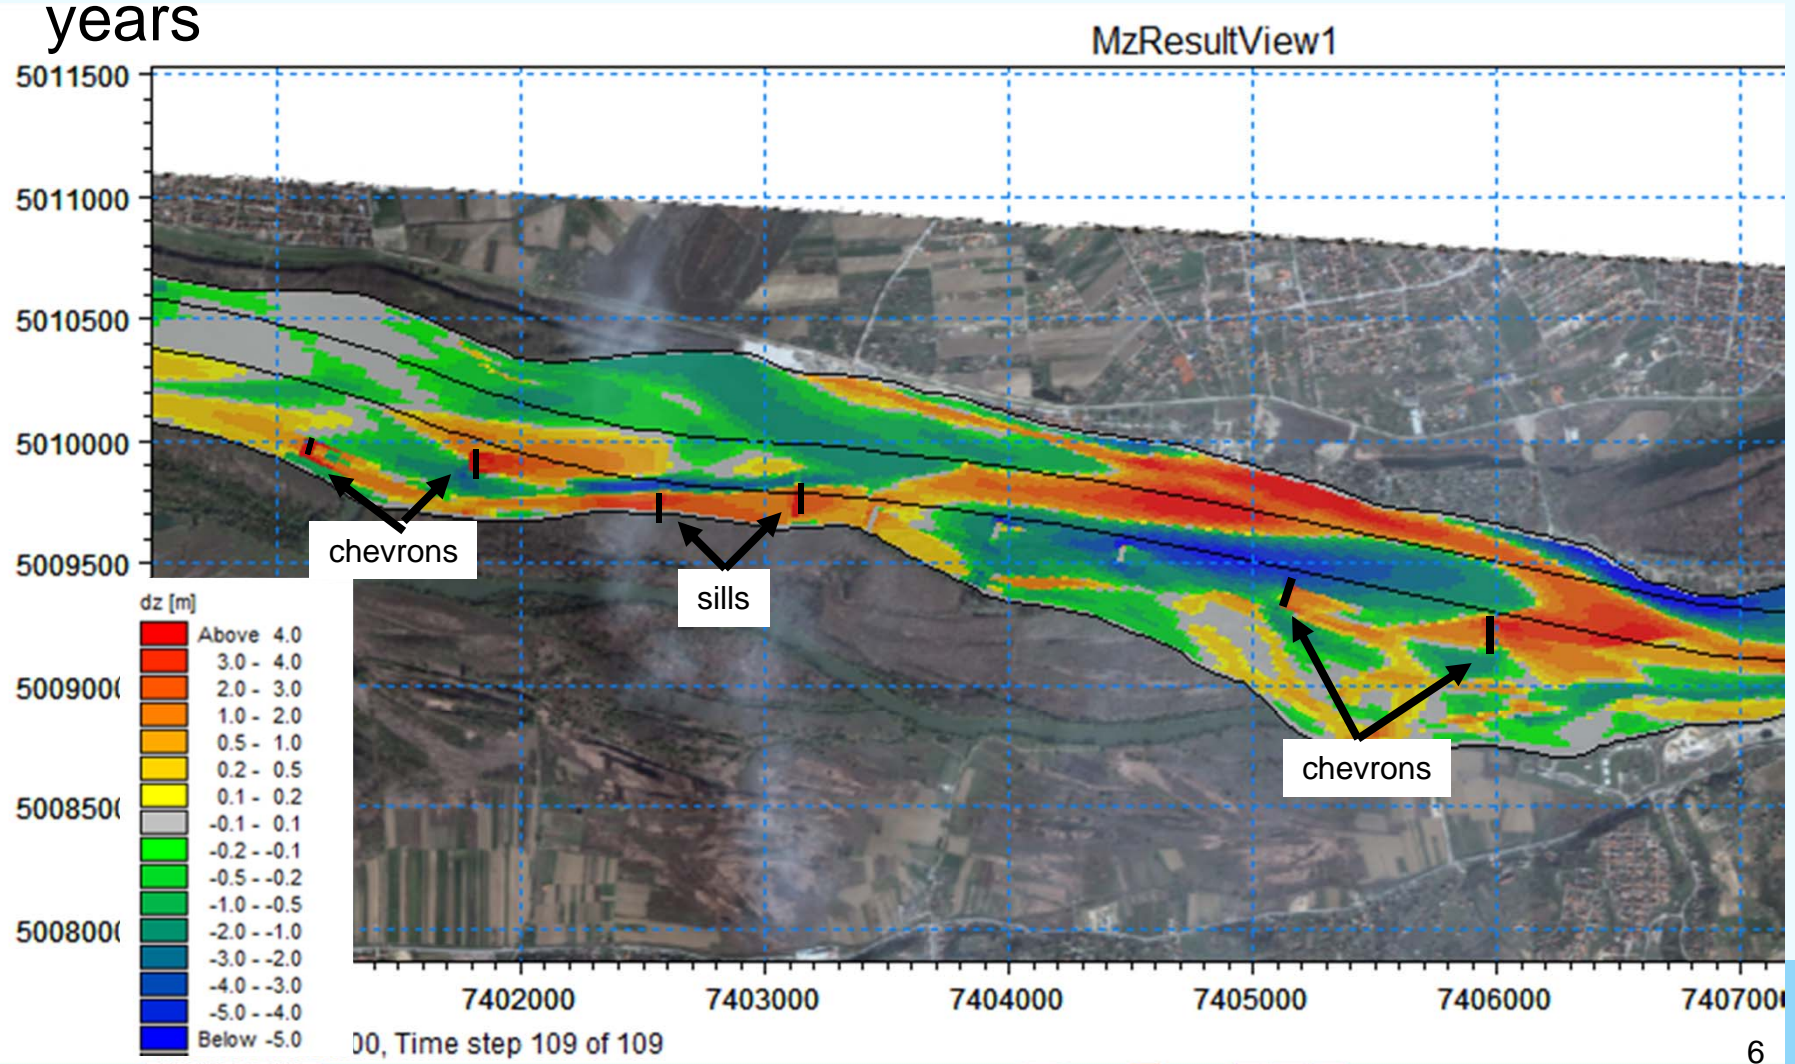 years
MzResultView1
5011500
5011000
5010500
5010000
5009500
500900(
500850(
500800(
chevrons
sills
chevrons
dz [m]
Above 4.0
3.0 - 4.0
2.0 - 3.0
1.0 - 2.0
0.5 - 1.0
0.2 - 0.5
0.1 - 0.2
-0.1 - 0.1
-0.2 - -0.1
-0.5 - -0.2
-1.0 - -0.5
-2.0 - -1.0
-3.0 - -2.0
-4.0 - -3.0
-5.0 - -4.0
Below -5.0
7402000 7403000 7404000 7405000 7406000 740700
00, Time step 109 of 109
6